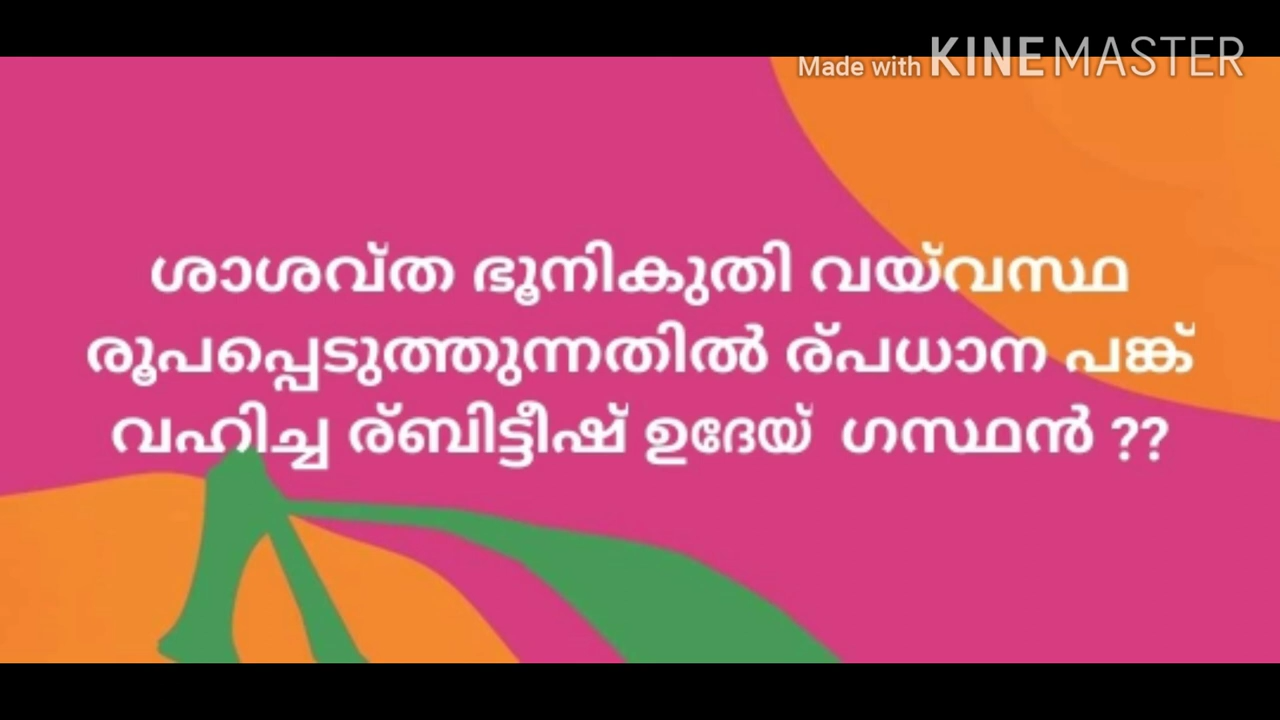 Made with KINEMASTER
ശാശവ്ത ഭൂനികുതി വയ്വസ്ഥ
രൂപപ്പെടുത്തുന്നതിൽ ര്പധാന പങ്ക്
വഹിച്ച ര്ബിട്ടീഷ് ഉദേയ് ഗസ്ഥൻ ??